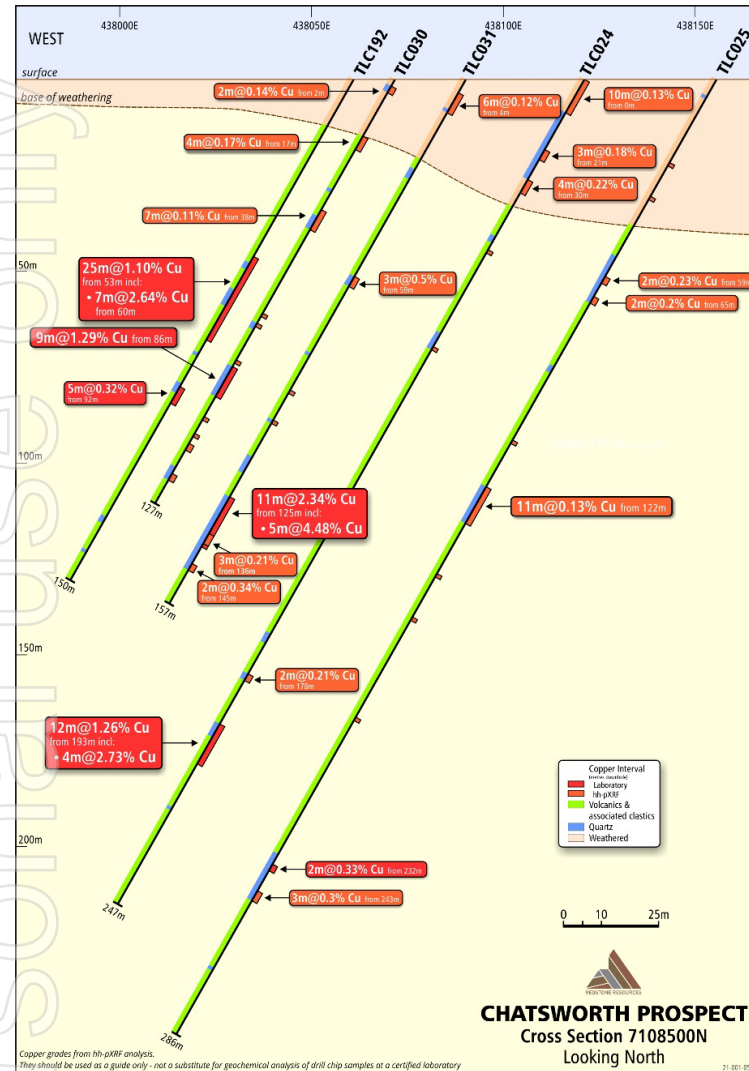 438000E
438050E
438100E
438150E
WEST
TLC192
TLC030
TLC031
TLC024
TLC025
surface
base of weathering
2m@0.14% Cu from 2m
6m@0.12% Cu
from 4m
10m@0.13% Cu
from 0m
4m@0.17% Cu from 17m
3m@0.18% Cu
from 21m
4m@0.22% Cu
from 30m
7m@0.11% Cu from 38m
50m
25m@1.10% Cu
from 53m incl:
• 7m@2.64% Cu
from 60m
3m@0.5% Cu
from 59m
2m@0.23% Cu from 59m
2m@0.2% Cu from 65m
9m@1.29% Cu from 86m
5m@0.32% Cu
from 92m
100m
127m
11m@2.34% Cu
from 125m incl:
• 5m@4.48% Cu
11m@0.13% Cu from 122m
3m@0.21% Cu
from 136m
2m@0.34% Cu
from 145m
150m
157m
150m
2m@0.21% Cu
from 178m
12m@1.26% Cu
from 193m incl:
• 4m@2.73% Cu
Copper Interval
(metres downhole)
Laboratory
hh-pXRF
Volcanics &
associated clastics
Quartz
Weathered
200m
2m@0.33% Cu from 232m
3m@0.3% Cu from 243m
247m
0 10 25m
286m
REDSTONE RESOURCES
CHATSWORTH PROSPECT
Cross Section 7108500N
Looking North
Copper grades from hh-pXRF analysis.
They should be used as a guide only - not a substitute for geochemical analysis of drill chip samples at a certified laboratory